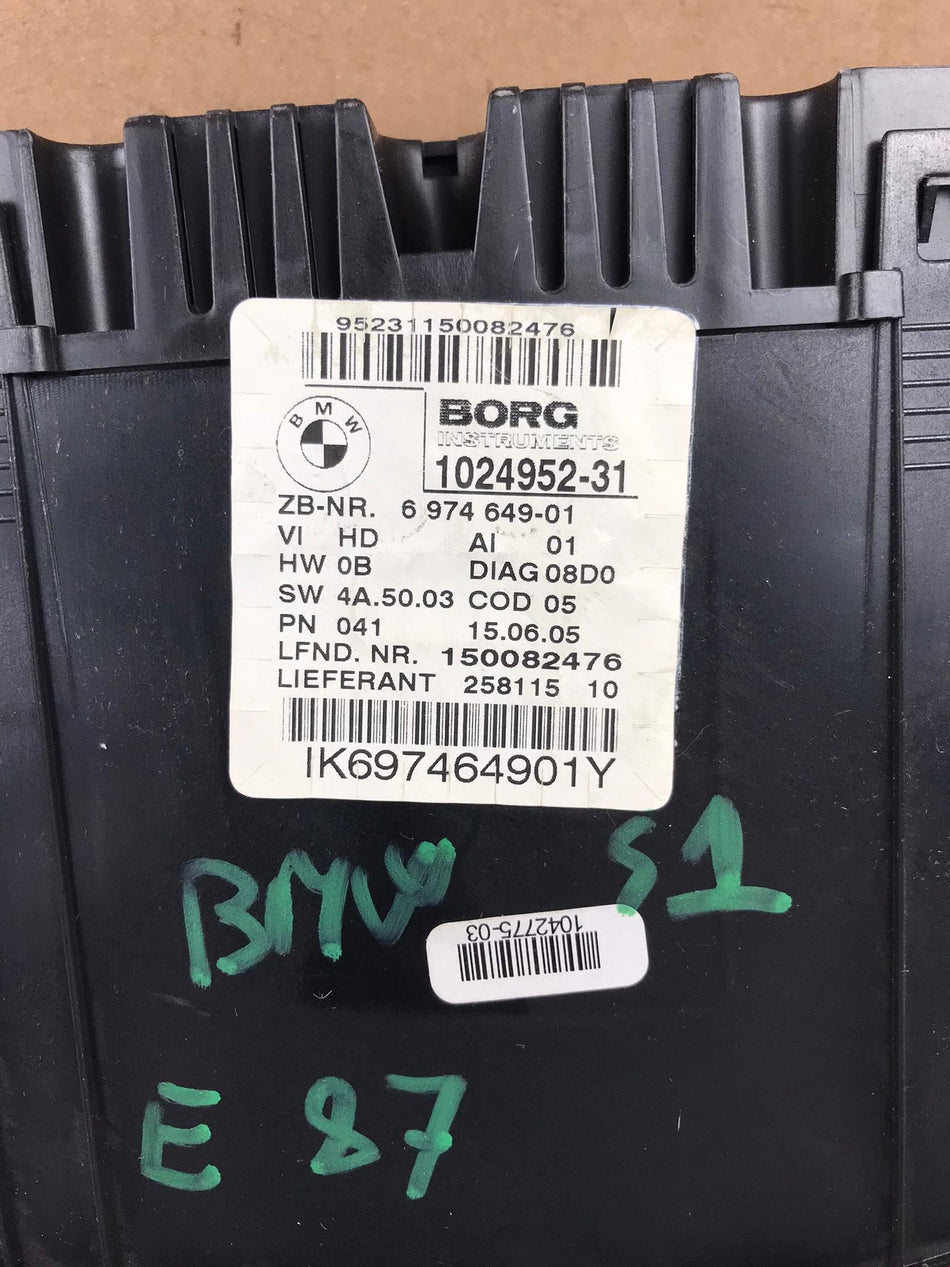 95231150082476
BMW
BORG
INSTRUMENTS
1024952-31
ZB-NR. 6 974 649-01
VI HD AI 01
HW 0B DIAG 08D0
SW 4A.50.03 COD 05
PN 041 15.06.05
LFND. NR. 150082476
LIEFERANT 258115 10
IK697464901Y
BMW S1
1042775-03
E 87